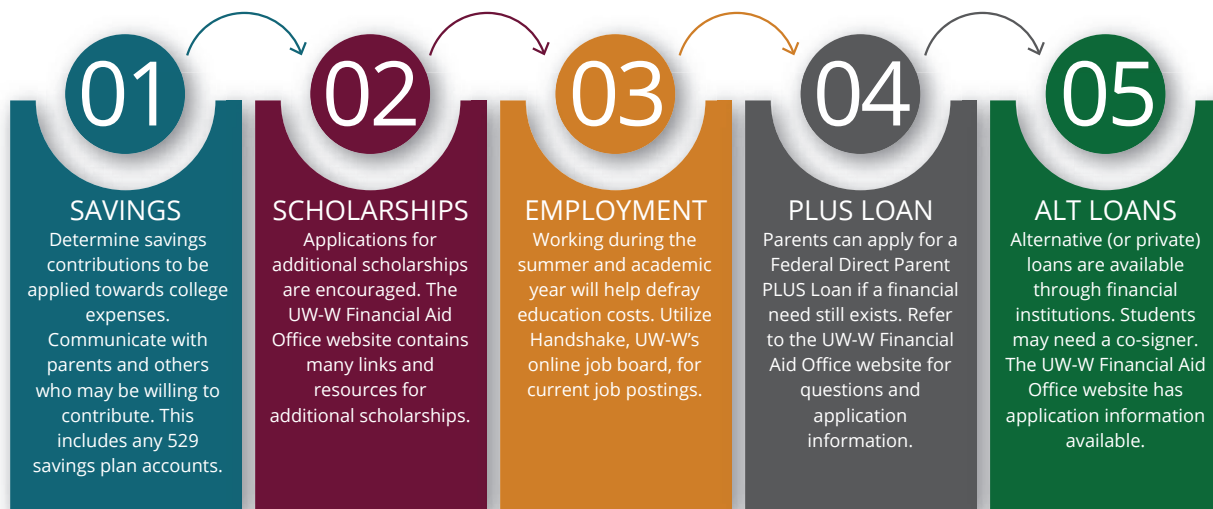 01
SAVINGS
Determine savings
contributions to be
applied towards college
expenses.
Communicate with
parents and others
who may be willing to
contribute. This
includes any 529
savings plan accounts.
02
SCHOLARSHIPS
Applications for
additional scholarships
are encouraged. The
UW-W Financial Aid
Office website contains
many links and
resources for
additional scholarships.
03
EMPLOYMENT
Working during the
summer and academic
year will help defray
education costs. Utilize
Handshake, UW-W’s
online job board, for
current job postings.
04
PLUS LOAN
Parents can apply for a
Federal Direct Parent
PLUS Loan if a financial
need still exists. Refer
to the UW-W Financial
Aid Office website for
questions and
application
information.
05
ALT LOANS
Alternative (or private)
loans are available
through financial
institutions. Students
may need a co-signer.
The UW-W Financial Aid
Office website has
application information
available.